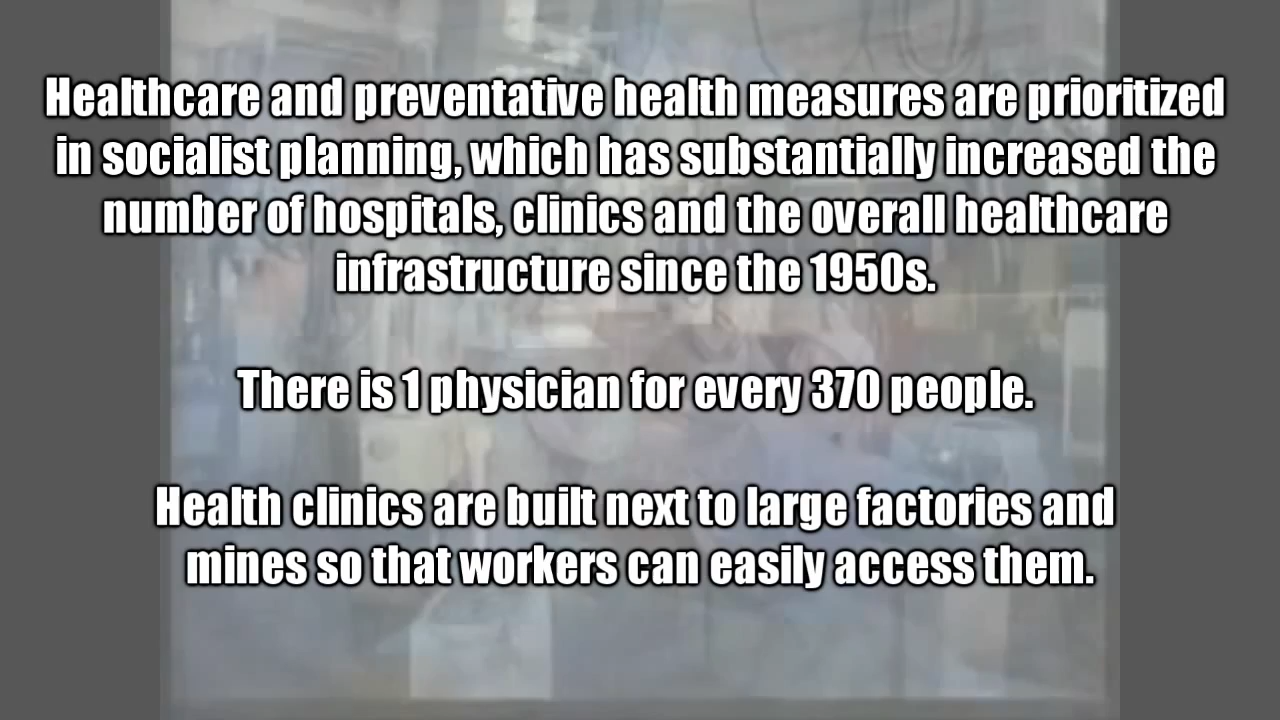 Healthcare and preventative health measures are prioritized
in socialist planning, which has substantially increased the
number of hospitals, clinics and the overall healthcare
infrastructure since the 1950s.
There is 1 physician for every 370 people.
Health clinics are built next to large factories and
mines so that workers can easily access them.